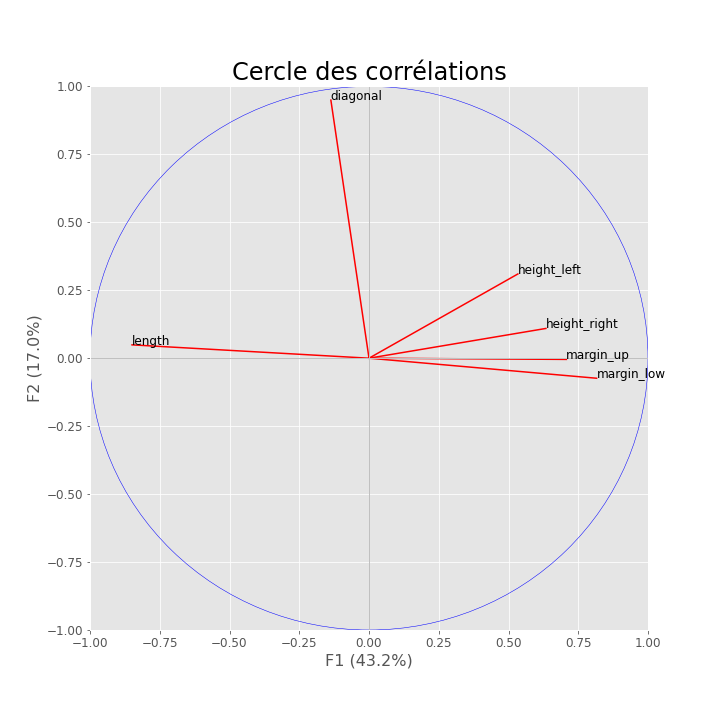 Cercle des corrélations
1.00
0.75
0.50
0.25
0.00
−0.25
−0.50
−0.75
−1.00
F2 (17.0%)
diagonal
height_left
height_right
length
margin_up
margin_low
−1.00 −0.75 −0.50 −0.25 0.00 0.25 0.50 0.75 1.00
F1 (43.2%)